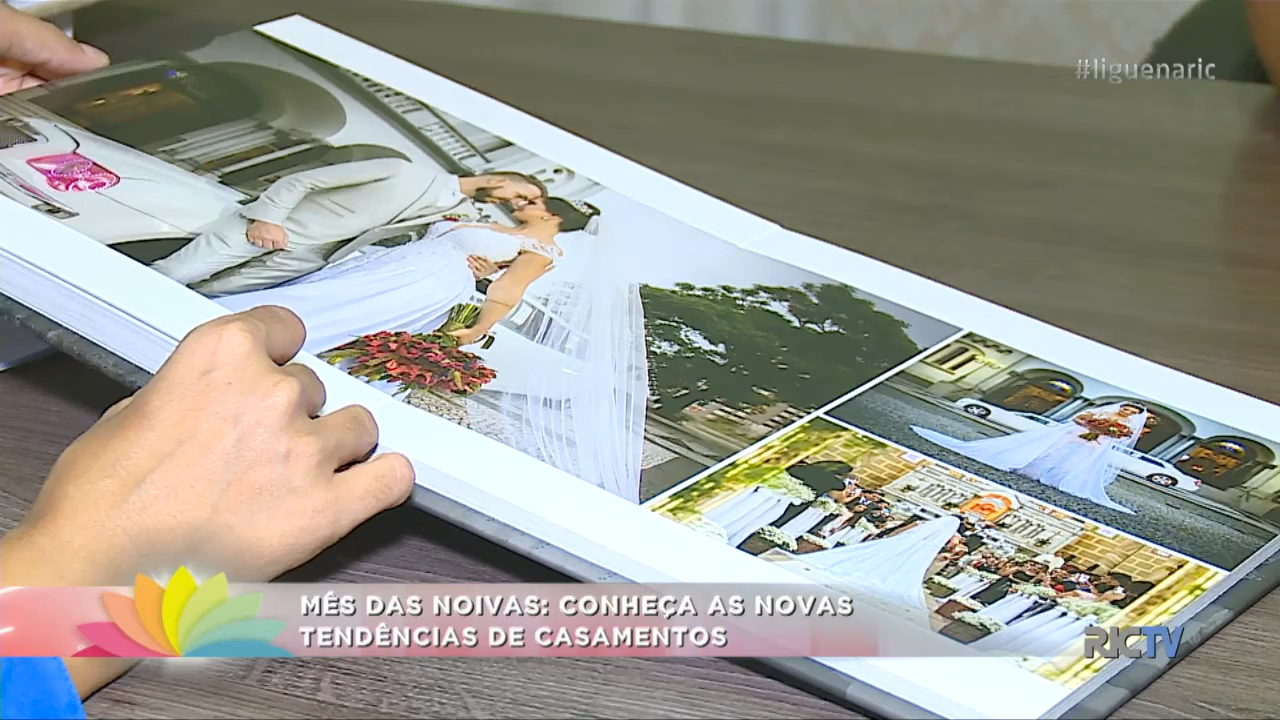 #liguenaric
MÊS DAS NOIVAS: CONHEÇA AS NOVAS
TENDÊNCIAS DE CASAMENTOS
RICTV